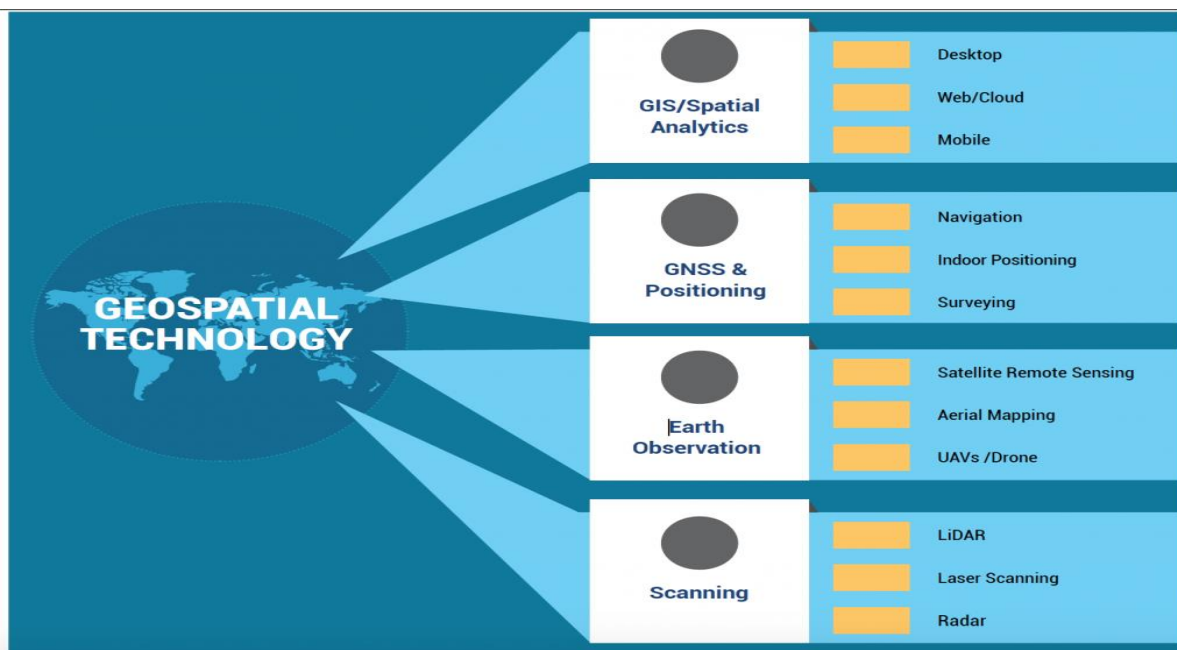 GEOSPATIAL
TECHNOLOGY
GIS/Spatial
Analytics
Desktop
Web/Cloud
Mobile
GNSS &
Positioning
Navigation
Indoor Positioning
Surveying
Earth
Observation
Satellite Remote Sensing
Aerial Mapping
UAVs /Drone
Scanning
LiDAR
Laser Scanning
Radar